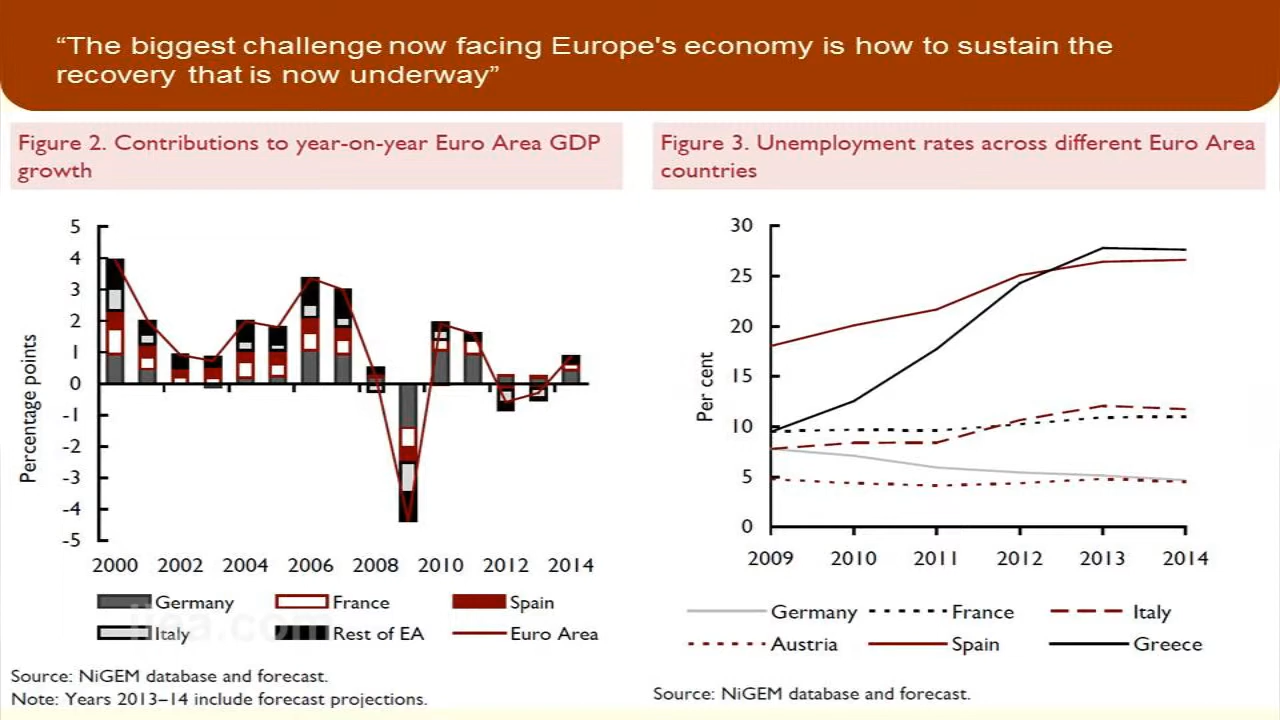 “The biggest challenge now facing Europe's economy is how to sustain the
recovery that is now underway”
Figure 2. Contributions to year-on-year Euro Area GDP
growth
5
4
3
2
1
0
-1
-2
-3
-4
-5
Percentage points
2000 2002 2004 2006 2008 2010 2012 2014
Germany France Spain
Italy Rest of EA Euro Area
Source: NiGEM database and forecast.
Note: Years 2013–14 include forecast projections.
Figure 3. Unemployment rates across different Euro Area
countries
30
25
20
15
10
5
0
Per cent
2009 2010 2011 2012 2013 2014
Germany France Italy
Austria Spain Greece
Source: NiGEM database and forecast.